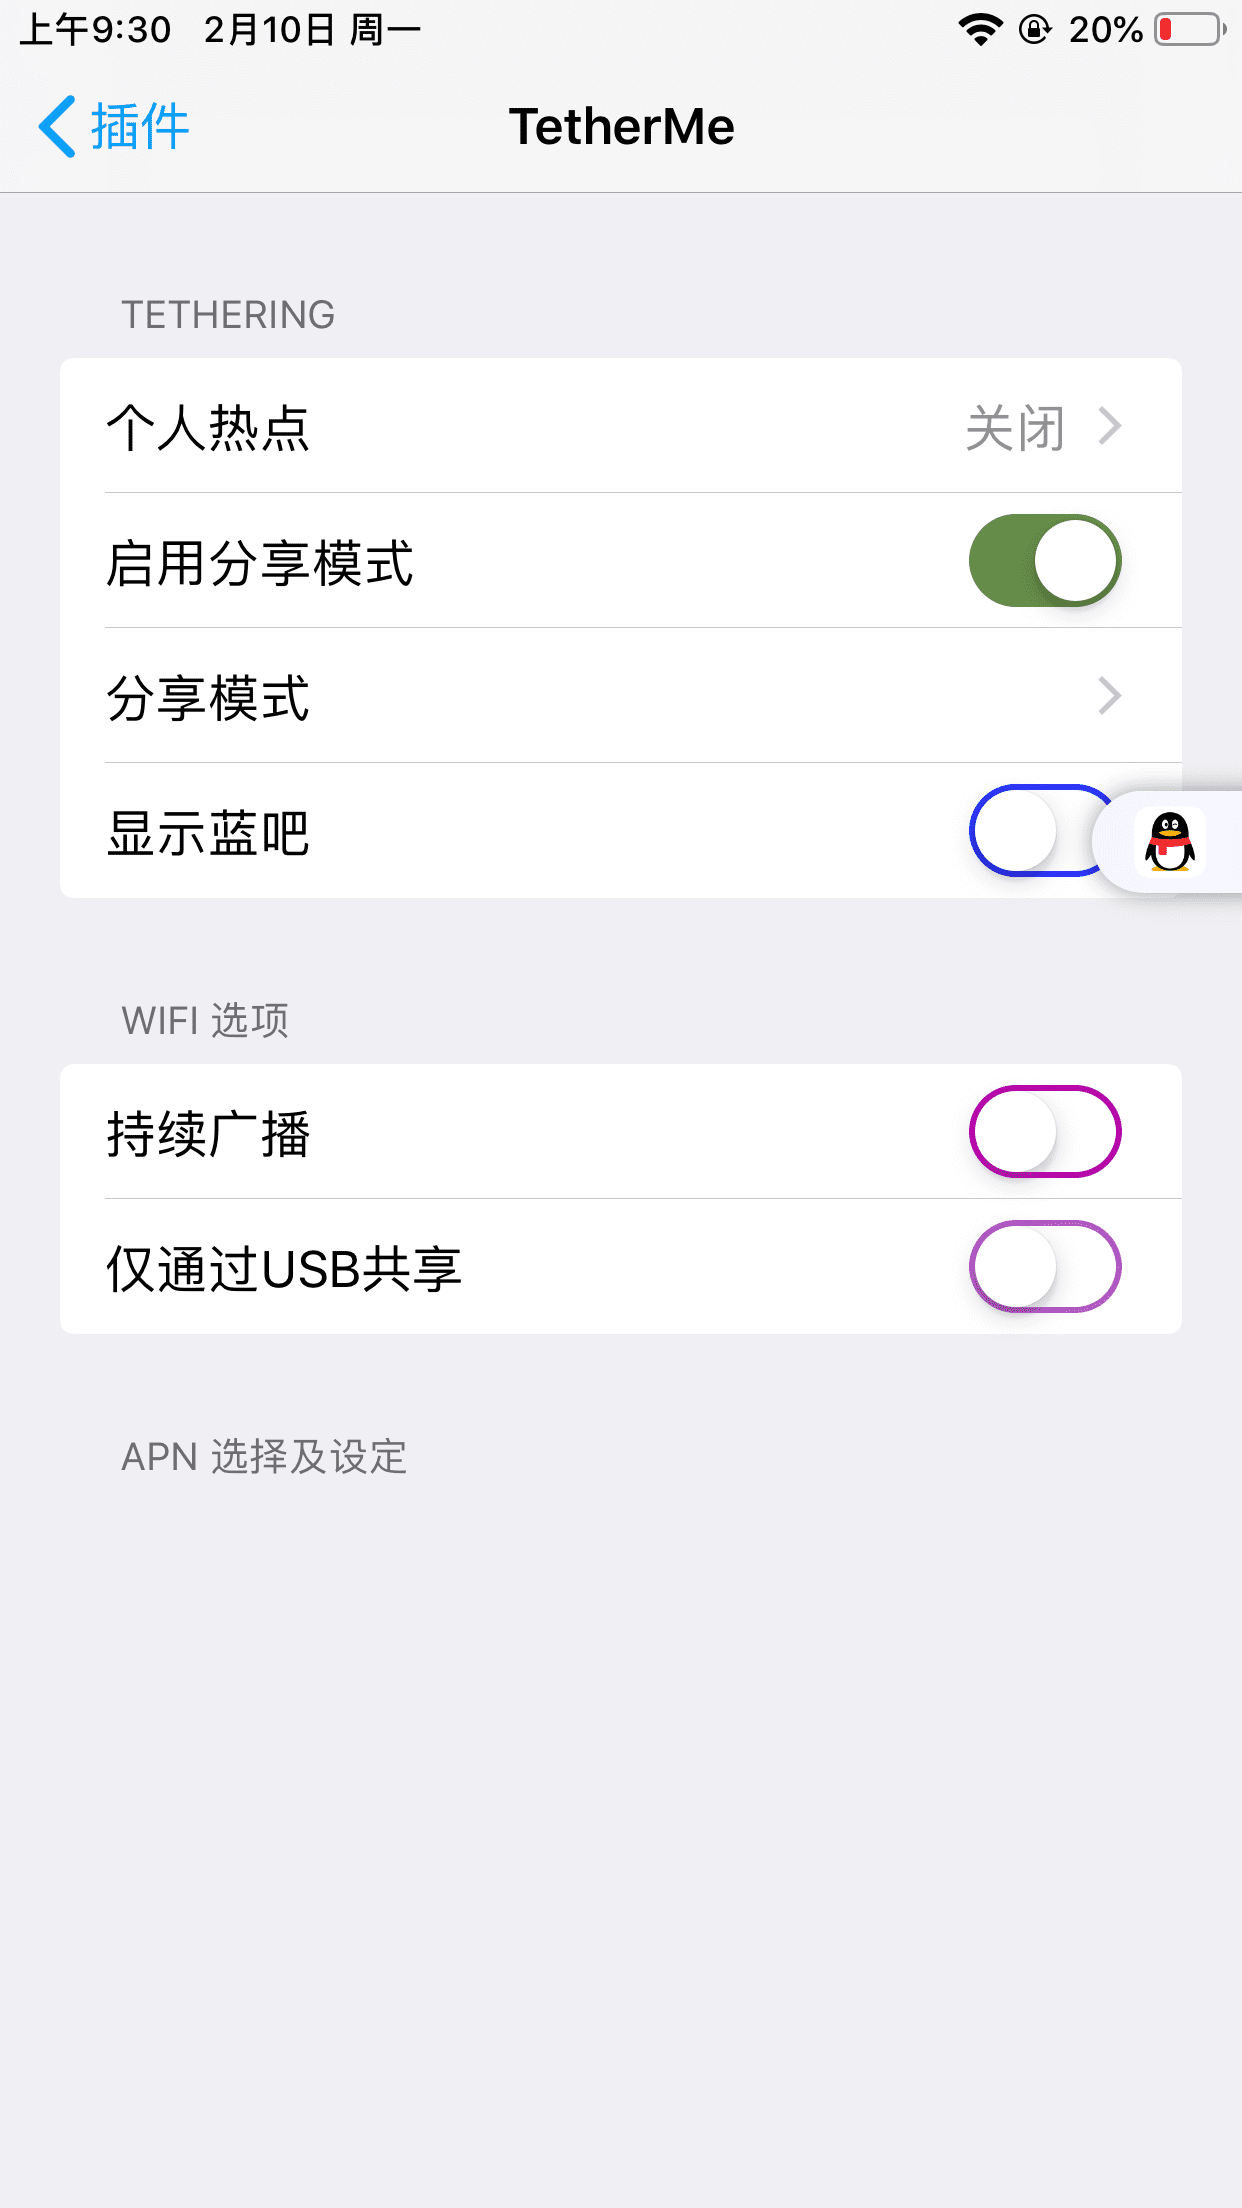 上午9:30 2月10日 周一 20%
插件 TetherMe
TETHERING
个人热点 关闭
启用分享模式
分享模式
显示蓝吧
WIFI 选项
持续广播
仅通过USB共享
APN 选择及设定